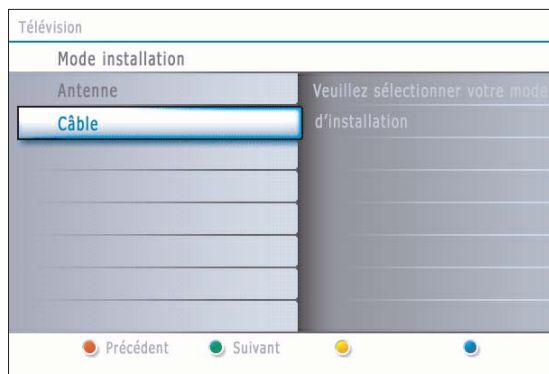 Télévision
Mode installation
Antenne
Veuillez sélectionner votre mode
Câble
d'installation
Précédent
Suivant